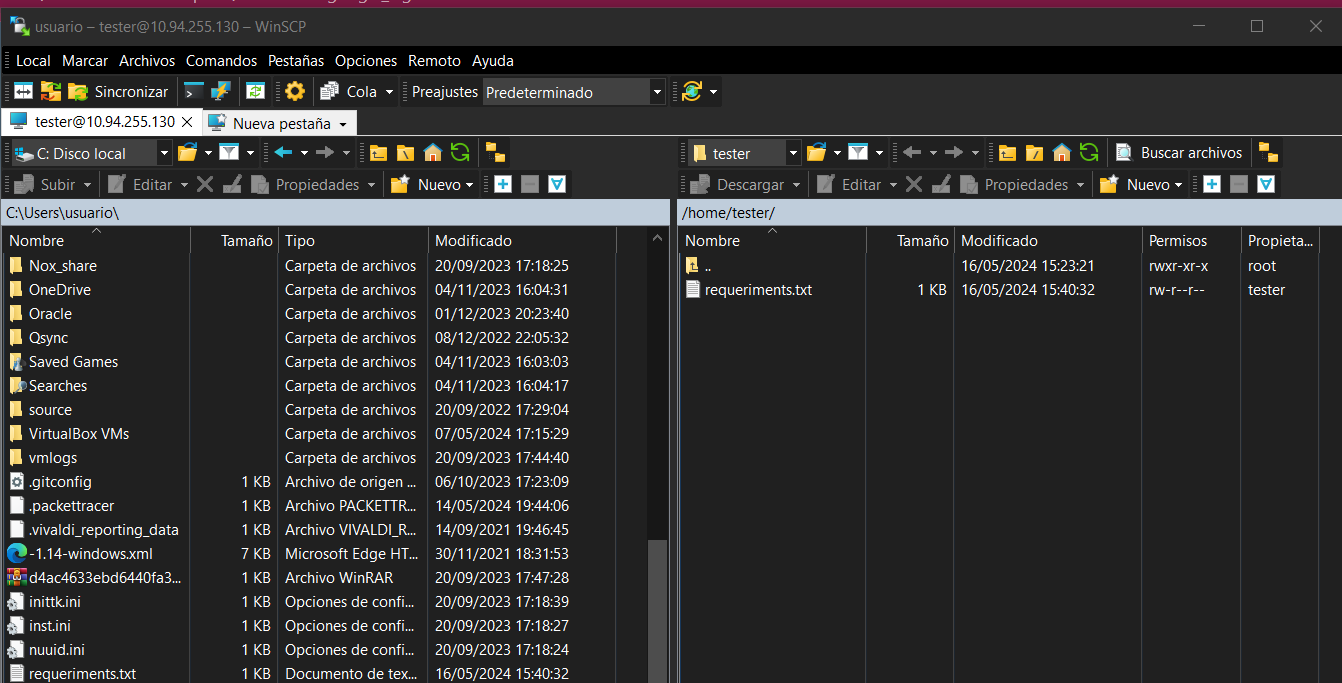 usuario – tester@10.94.255.130 – WinSCP
Local Marcar Archivos Comandos Pestañas Opciones Remoto Ayuda
Sincronizar Cola Preajustes Predeterminado
tester@10.94.255.130 Nueva pestaña
C: Disco local tester Buscar archivos
Subir Editar Propiedades Nuevo Descargar Editar Propiedades Nuevo
C:\Users\usuario\ /home/tester/
Nombre Tamaño Tipo Modificado Nombre Tamaño Modificado Permisos Propieta...
Nox_share Carpeta de archivos 20/09/2023 17:18:25 .. 16/05/2024 15:23:21 rwxr-xr-x root
OneDrive Carpeta de archivos 04/11/2023 16:04:31 requeriments.txt 1 KB 16/05/2024 15:40:32 rw-r--r-- tester
Oracle Carpeta de archivos 01/12/2023 20:23:40
Qsync Carpeta de archivos 08/12/2022 22:05:32
Saved Games Carpeta de archivos 04/11/2023 16:03:03
Searches Carpeta de archivos 04/11/2023 16:04:17
source Carpeta de archivos 20/09/2022 17:29:04
VirtualBox VMs Carpeta de archivos 07/05/2024 17:15:29
vmlogs Carpeta de archivos 20/09/2023 17:44:40
.gitconfig 1 KB Archivo de origen ... 06/10/2023 17:23:09
.packettracer 1 KB Archivo PACKETTR... 14/05/2024 19:44:06
.vivaldi_reporting_data 1 KB Archivo VIVALDI_R... 14/09/2021 19:46:45
-1.14-windows.xml 7 KB Microsoft Edge HT... 30/11/2021 18:31:53
d4ac4633ebd6440fa3... 1 KB Archivo WinRAR 20/09/2023 17:47:28
inittk.ini 1 KB Opciones de confi... 20/09/2023 17:18:39
inst.ini 1 KB Opciones de confi... 20/09/2023 17:18:27
nuuid.ini 1 KB Opciones de confi... 20/09/2023 17:18:24
requeriments.txt 1 KB Documento de tex... 16/05/2024 15:40:32